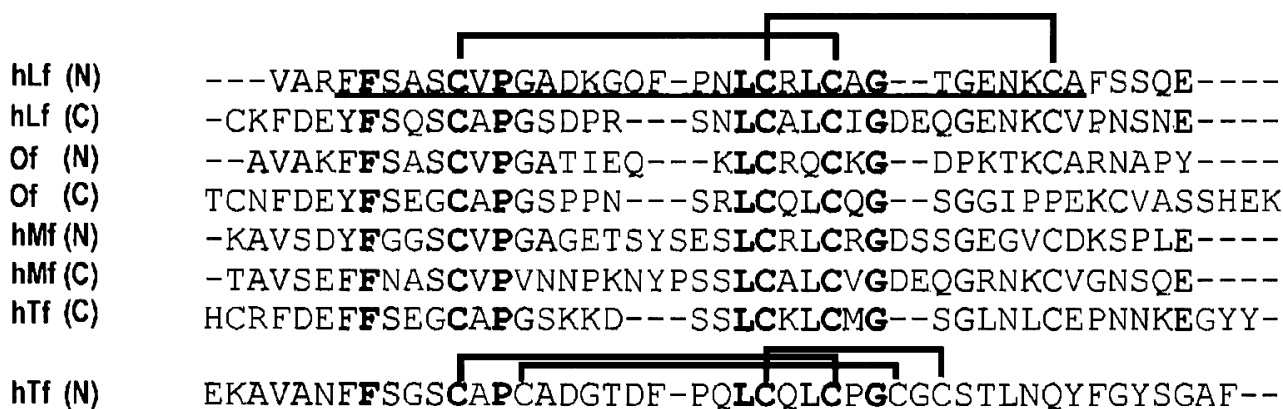 hLf (N) ---VARFFSASCVPGADKGQF-PNLCRLCAG--TGENKCAFSSQE----
hLf (C) -CKFDEYFSQSCAPGSDPR---SNLCALCIGDEQGENKCVPNSNE----
Of (N) --AVAKFFSASCVPGATIEQ---KLCRQCKG--DPKTKCARNAPY----
Of (C) TCNFDEYFSEGCAPGSPPN---SRLCQLCQG--SGGIPPEKCVASSHEK
hMf (N) -KAVSDYFGGSCVPGAGETSYSESLCRLCRGDSSGEGVCDKSPLE----
hMf (C) -TAVSEFFNASCVPVNNPKNYPSSLCALCVGDEQGRNKCVGNSQE----
hTf (C) HCRFDEFFSEGCAPGSKKD---SSLCKLCMG--SGLNLCEPNNKEGYY-
hTf (N) EKAVANFFSGSCAPCADGTDF-PQLCQLCPGCGCSTLNQYFGYSGAF--